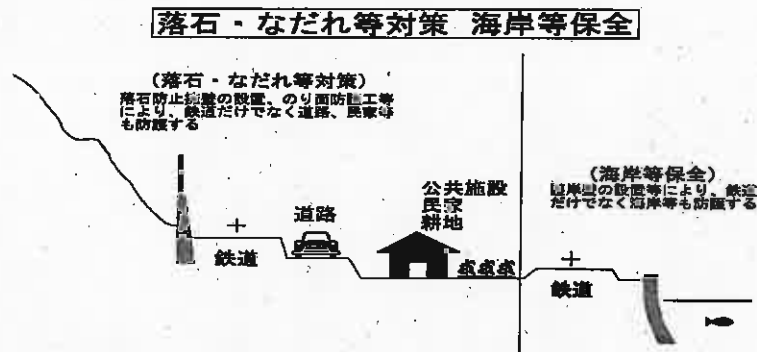 落石・なだれ等対策 海岸等保全
(落石・なだれ等対策)
落石防止擁壁の設置、のり面防護工等
により、鉄道だけでなく道路、民家等
も防護する
公共施設
民家
耕地
道路
鉄道
(海岸等保全)
護岸壁の設置等により、鉄道
だけでなく海岸等も防護する
鉄道